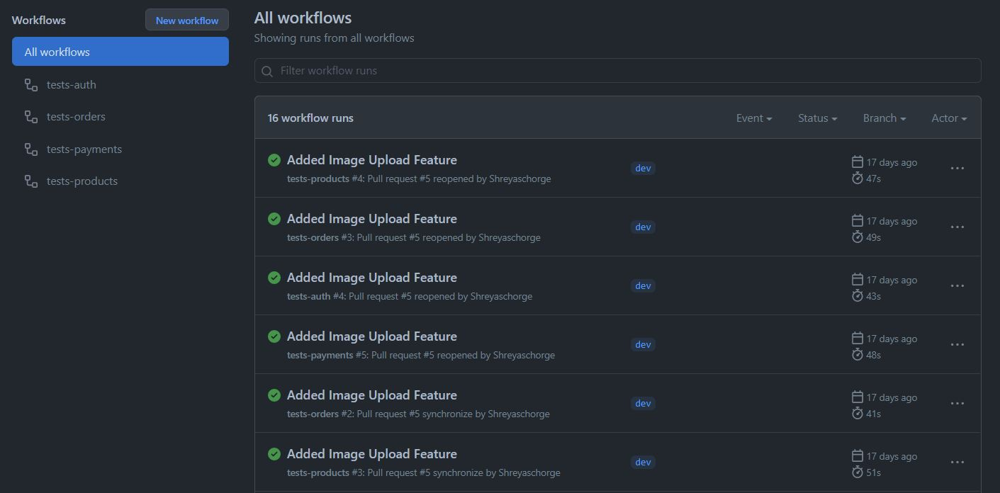 Workflows
New workflow
All workflows
tests-auth
tests-orders
tests-payments
tests-products
All workflows
Showing runs from all workflows
Filter workflow runs
16 workflow runs Event Status Branch Actor
Added Image Upload Feature
tests-products #4: Pull request #5 reopened by Shreyaschorge
dev
17 days ago
47s
Added Image Upload Feature
tests-orders #3: Pull request #5 reopened by Shreyaschorge
dev
17 days ago
49s
Added Image Upload Feature
tests-auth #4: Pull request #5 reopened by Shreyaschorge
dev
17 days ago
43s
Added Image Upload Feature
tests-payments #5: Pull request #5 reopened by Shreyaschorge
dev
17 days ago
48s
Added Image Upload Feature
tests-orders #2: Pull request #5 synchronize by Shreyaschorge
dev
17 days ago
41s
Added Image Upload Feature
tests-products #3: Pull request #5 synchronize by Shreyaschorge
dev
17 days ago
51s